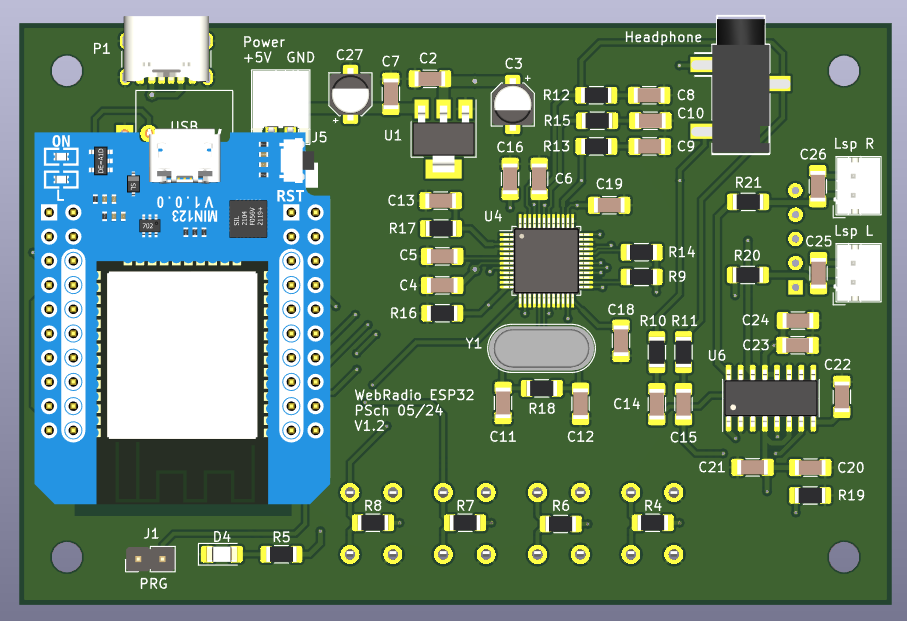 P1
Power
+5V GND
C27
C7
C2
C3
Headphone
R12
C8
C10
R15
R13
C9
USB
J5
U1
ON
L
RST
V1.0.0
MIN123
702
C16
C6
C13
C19
R17
U4
C5
C4
R16
R14
R9
Lsp R
C26
R21
Lsp L
C25
R20
C24
C23
C18
R10 R11
U6
C22
Y1
R18
C11
C12
C14
C15
WebRadio ESP32
PSch 05/24
V1.2
C21
C20
R19
R8
R7
R6
R4
J1
PRG
D4
R5